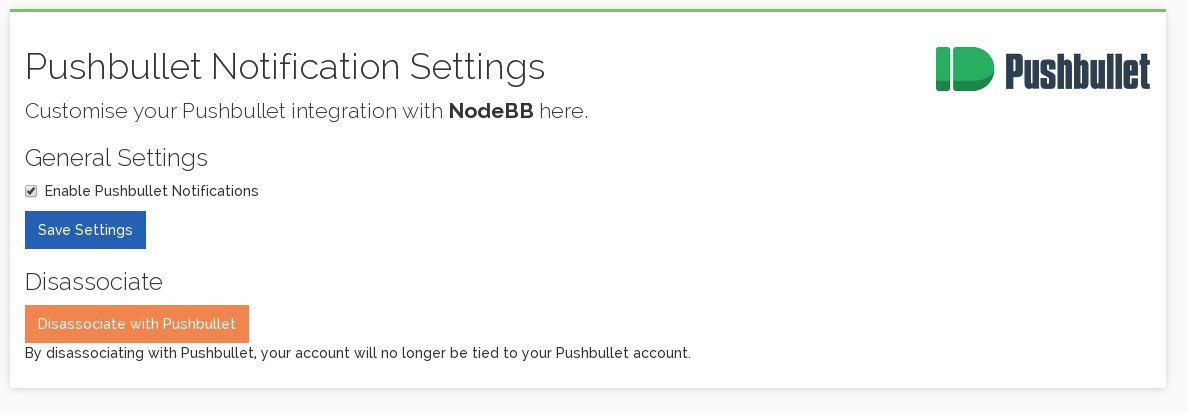 Pushbullet Notification Settings
Pushbullet
Customise your Pushbullet integration with NodeBB here.
General Settings
Enable Pushbullet Notifications
Save Settings
Disassociate
Disassociate with Pushbullet
By disassociating with Pushbullet, your account will no longer be tied to your Pushbullet account.